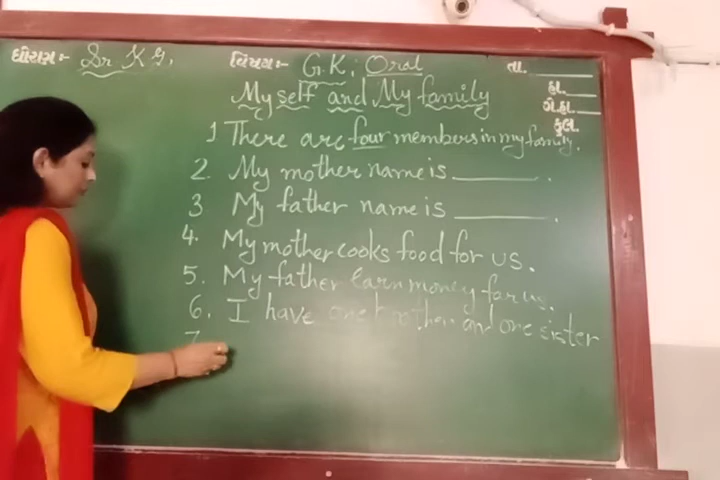 ધોરણ:- Sr K G.
વિષય:- G.K. Oral
તા.
My self and My family
હા.
ગે.હા.
કુલ.
1 There are four members in my family.
2. My mother name is ________ .
3 My father name is ________ .
4. My mother cooks food for us.
5. My father earn money for us.
6. I have one brother and one sister
7.